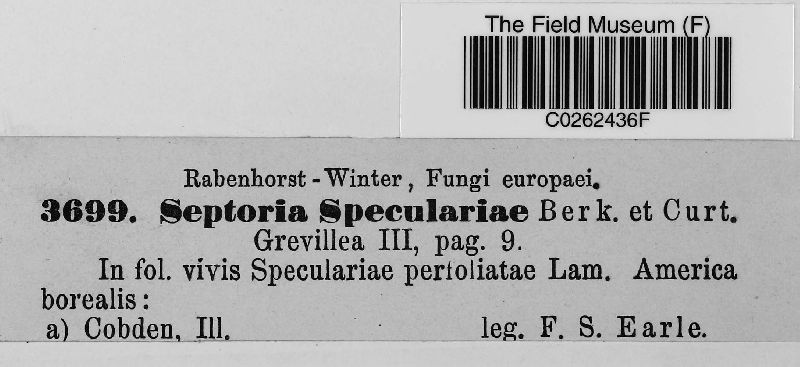 The Field Museum (F)
C0262436F
Rabenhorst-Winter, Fungi europaei.
3699. Septoria Speculariae Berk. et Curt.
Grevillea III, pag. 9.
In fol. vivis Speculariae perfoliatae Lam. America
borealis:
a) Cobden, Ill. leg. F. S. Earle.